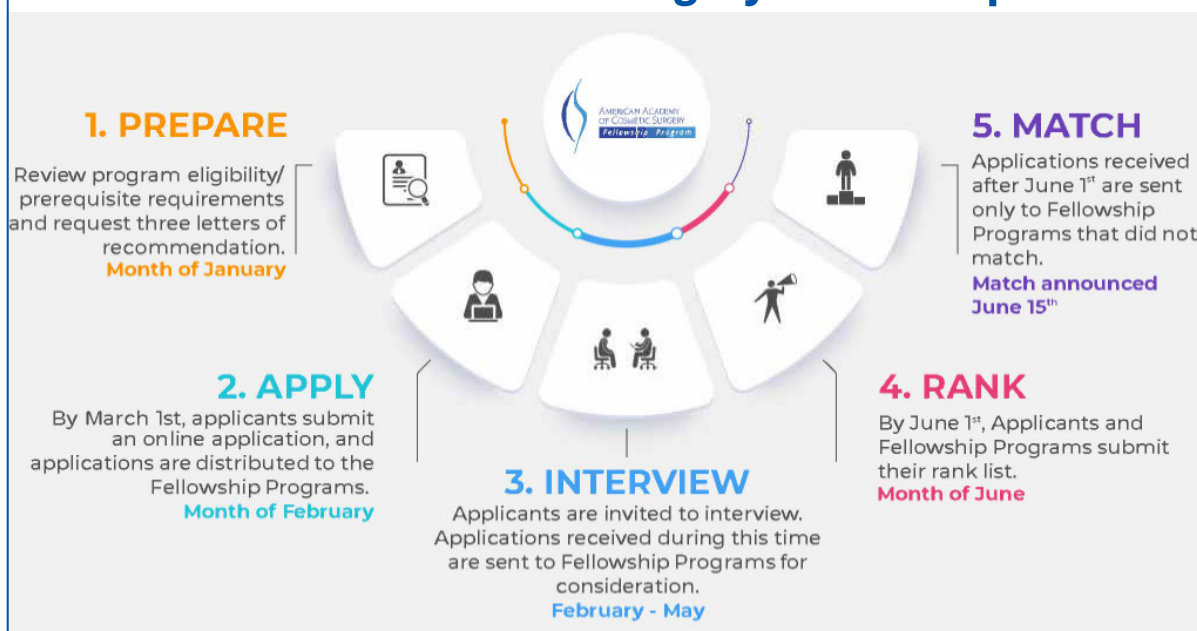 AMERICAN ACADEMY
OF COSMETIC SURGERY
Fellowship Program
1. PREPARE
Review program eligibility/
prerequisite requirements
and request three letters of
recommendation.
Month of January
2. APPLY
By March 1st, applicants submit
an online application, and
applications are distributed to the
Fellowship Programs.
Month of February
3. INTERVIEW
Applicants are invited to interview.
Applications received during this time
are sent to Fellowship Programs for
consideration.
February - May
4. RANK
By June 1st, Applicants and
Fellowship Programs submit
their rank list.
Month of June
5. MATCH
Applications received
after June 1st are sent
only to Fellowship
Programs that did not
match.
Match announced
June 15th